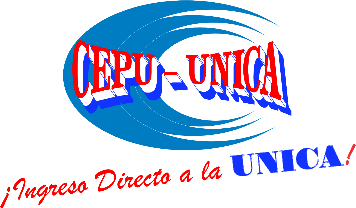 CEPU – UNICA
¡Ingreso Directo a la UNICA!